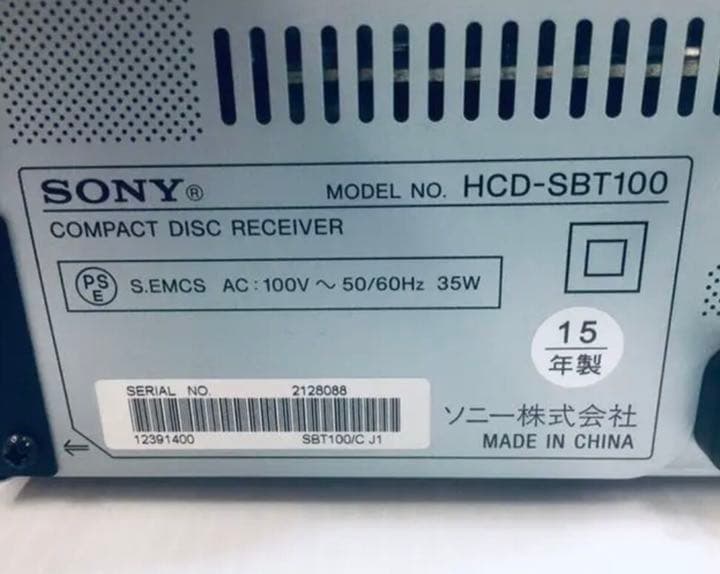 SONY® MODEL NO. HCD-SBT100
COMPACT DISC RECEIVER
PSE S.EMCS AC : 100V ～ 50/60Hz 35W
15
年製
SERIAL NO. 2128088
12391400 SBT100/C J1
ソニー株式会社
MADE IN CHINA